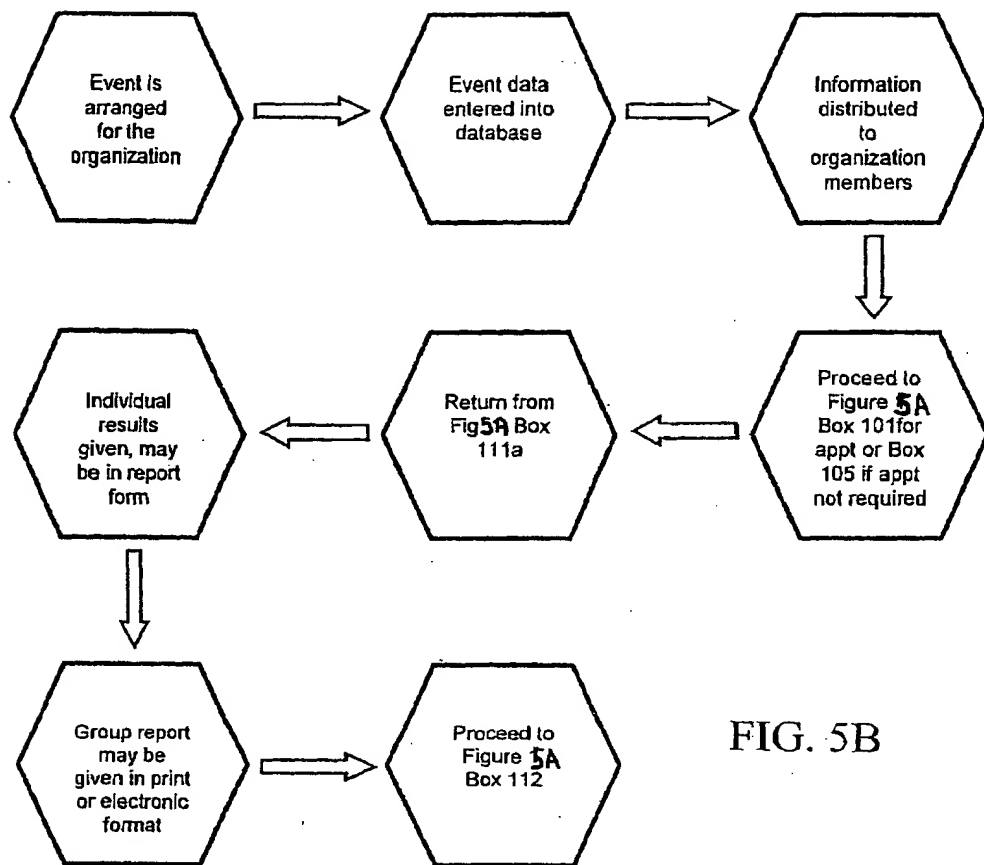 Event is
arranged
for the
organization
Event data
entered into
database
Information
distributed
to
organization
members
Proceed to
Figure 5A
Box 101for
appt or Box
105 if appt
not required
Return from
Fig5A Box
111a
Individual
results
given, may
be in report
form
Group report
may be
given in print
or electronic
format
Proceed to
Figure 5A
Box 112
FIG. 5B